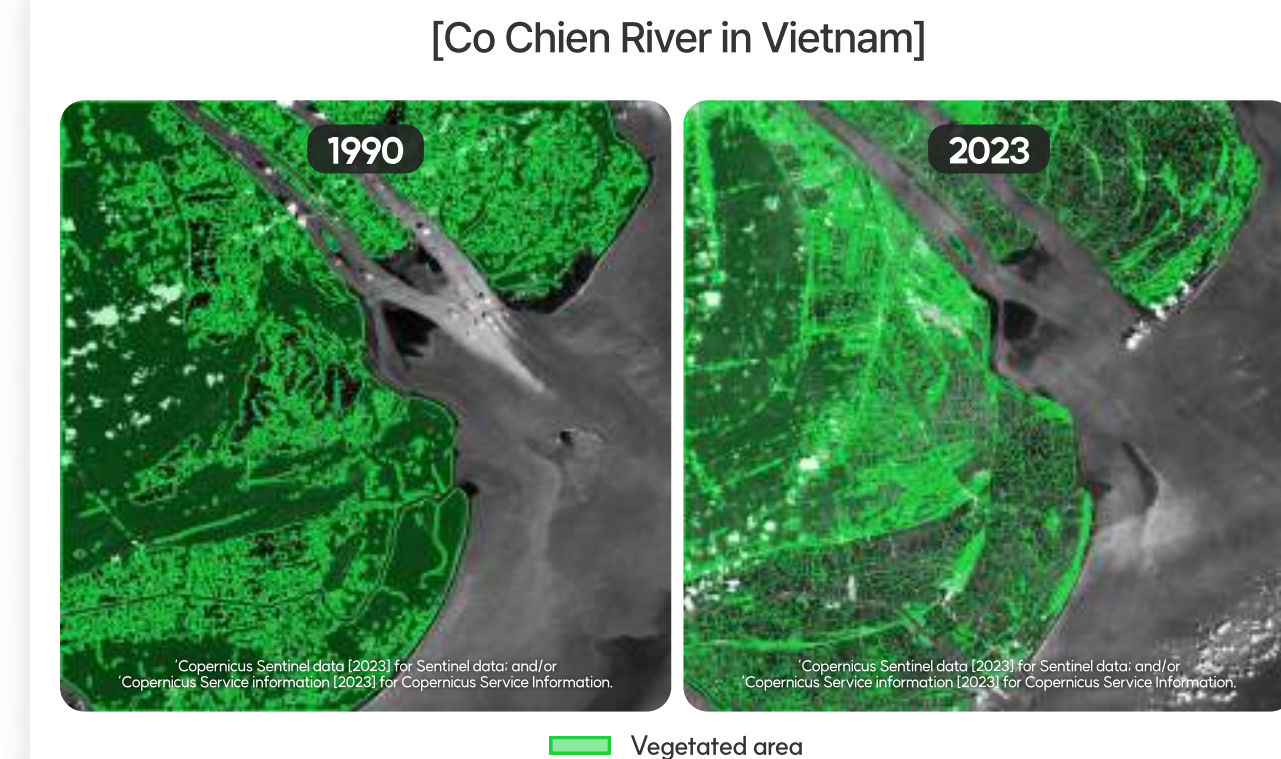 [Co Chien River in Vietnam]
1990
2023
'Copernicus Sentinel data [2023] for Sentinel data; and/or
'Copernicus Service information [2023] for Copernicus Service Information.
'Copernicus Sentinel data [2023] for Sentinel data; and/or
'Copernicus Service information [2023] for Copernicus Service Information.
Vegetated area